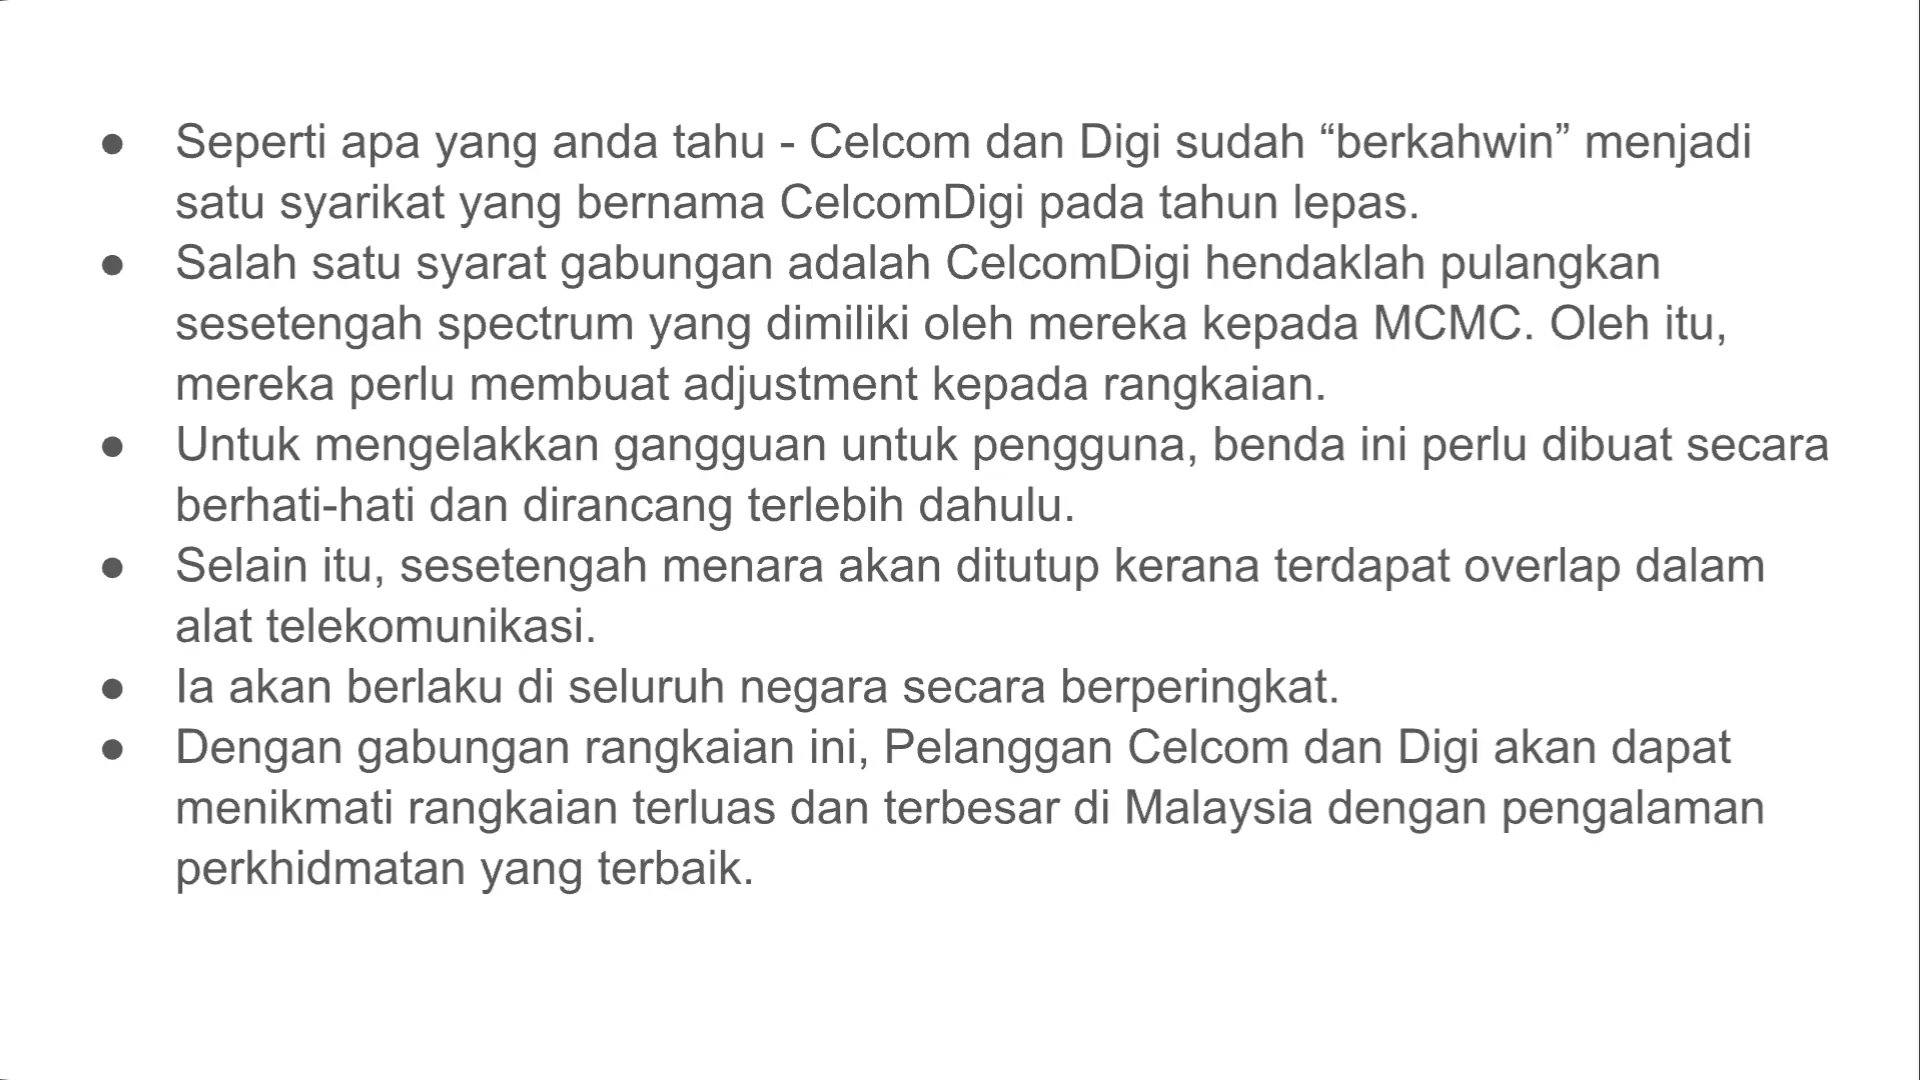 ● Seperti apa yang anda tahu - Celcom dan Digi sudah “berkahwin” menjadi
satu syarikat yang bernama CelcomDigi pada tahun lepas.
● Salah satu syarat gabungan adalah CelcomDigi hendaklah pulangkan
sesetengah spectrum yang dimiliki oleh mereka kepada MCMC. Oleh itu,
mereka perlu membuat adjustment kepada rangkaian.
● Untuk mengelakkan gangguan untuk pengguna, benda ini perlu dibuat secara
berhati-hati dan dirancang terlebih dahulu.
● Selain itu, sesetengah menara akan ditutup kerana terdapat overlap dalam
alat telekomunikasi.
● Ia akan berlaku di seluruh negara secara berperingkat.
● Dengan gabungan rangkaian ini, Pelanggan Celcom dan Digi akan dapat
menikmati rangkaian terluas dan terbesar di Malaysia dengan pengalaman
perkhidmatan yang terbaik.